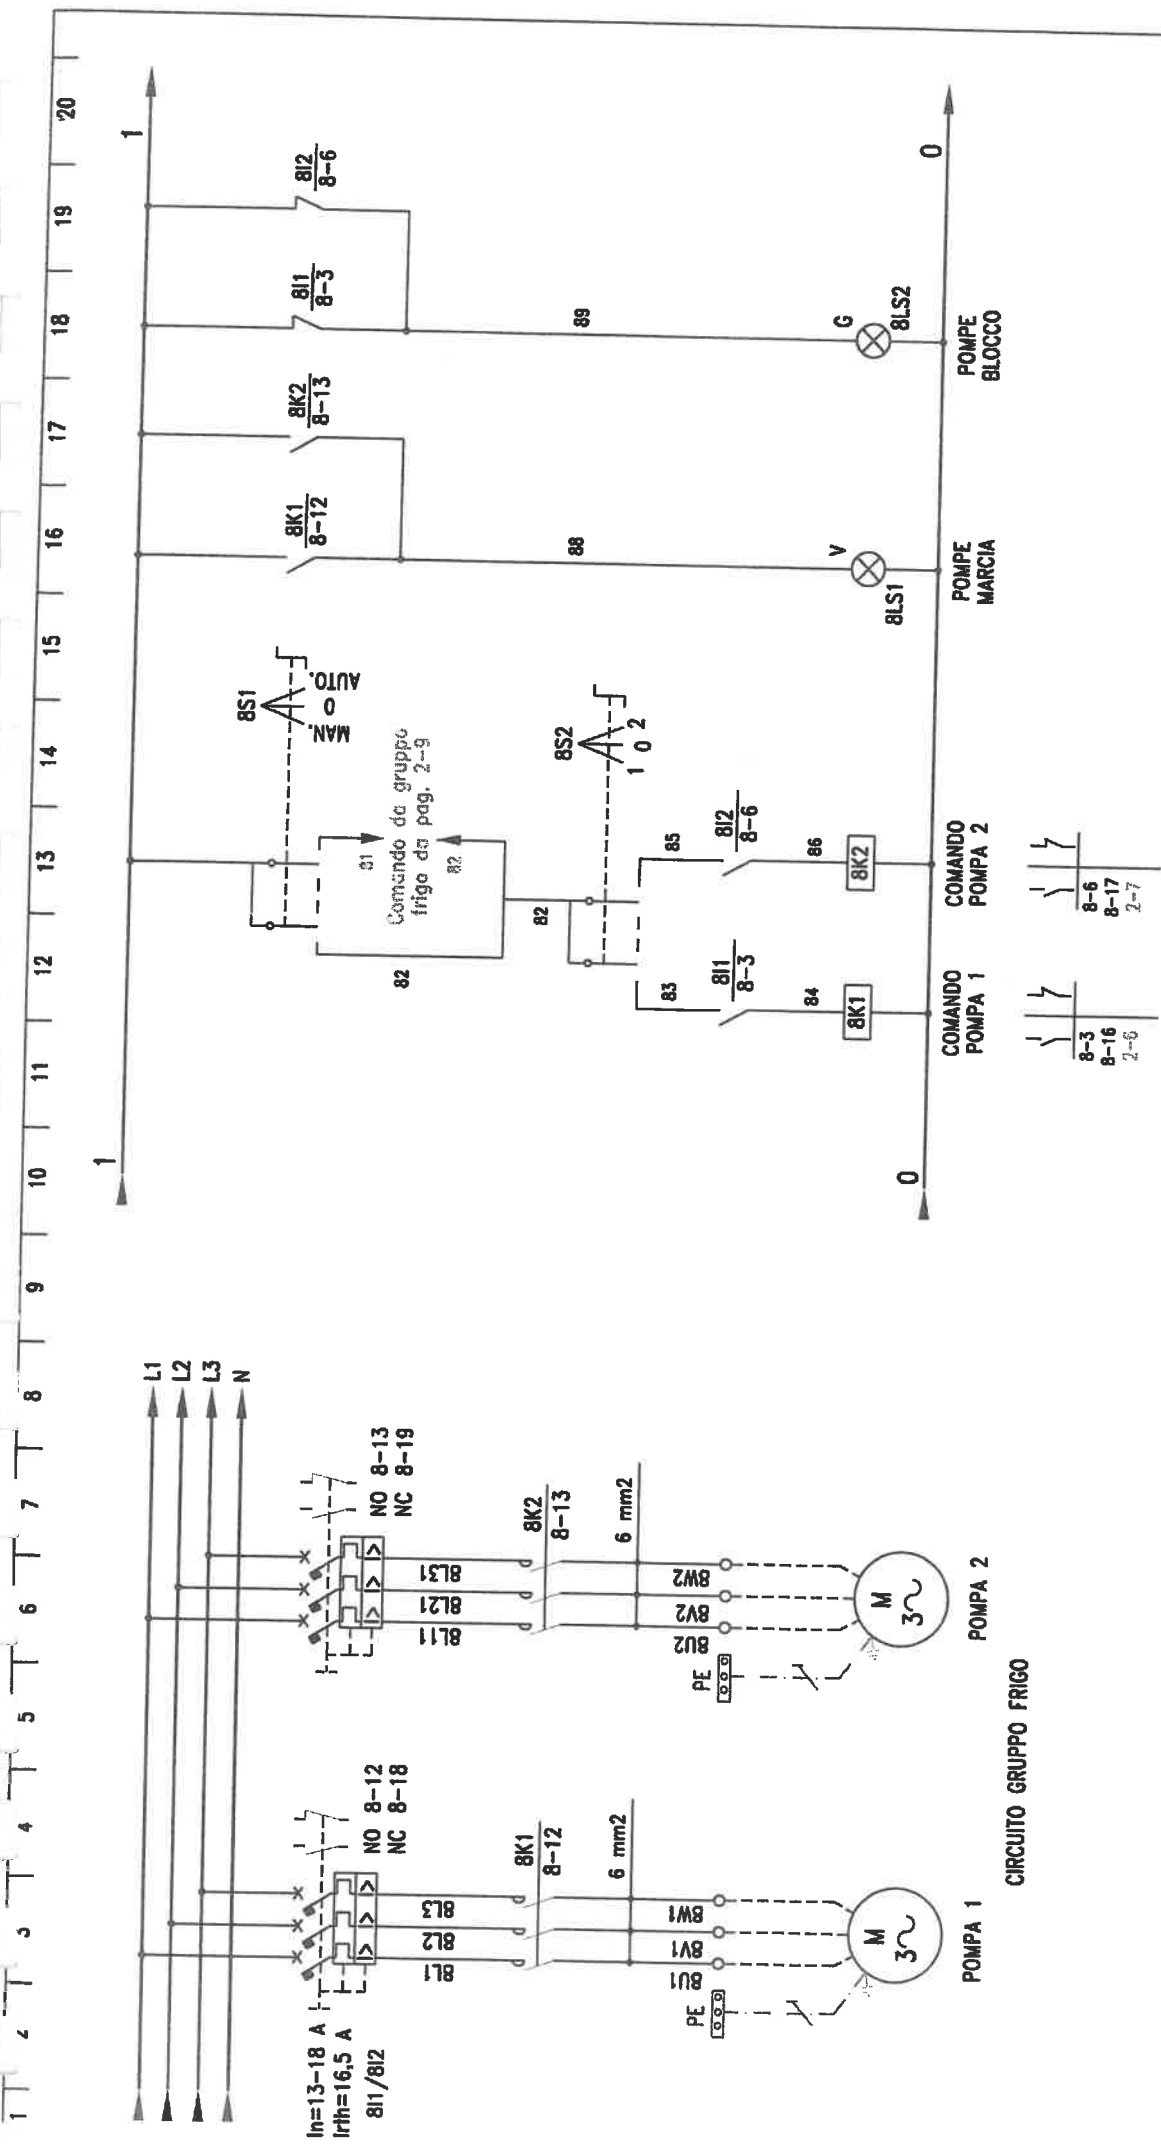 1
2
3
4
5
6
7
8
9
10
11
12
13
14
15
16
17
18
19
20
L1
L2
L3
N
In=13-18 A
Irth=16,5 A
8I1/8I2
NO 8-12
NC 8-18
8L1
8L2
8L3
8K1
8-12
6 mm2
PE
8U1
8V1
8W1
M
3~
POMPA 1
NO 8-13
NC 8-19
8L11
8L21
8L31
8K2
8-13
6 mm2
PE
8U2
8V2
8W2
M
3~
POMPA 2
CIRCUITO GRUPPO FRIGO
1
1
8S1
MAN.
0
AUTO.
81
Comando da gruppo
frigo da pag. 2-9
82
82
82
8S2
1 0 2
83
8I1
8-3
84
8K1
85
8I2
8-6
86
8K2
0
0
COMANDO
POMPA 1
8-3
8-16
2-6
COMANDO
POMPA 2
8-6
8-17
2-7
8K1
8-12
8K2
8-13
88
V
8LS1
POMPE
MARCIA
8I1
8-3
8I2
8-6
89
G
8LS2
POMPE
BLOCCO